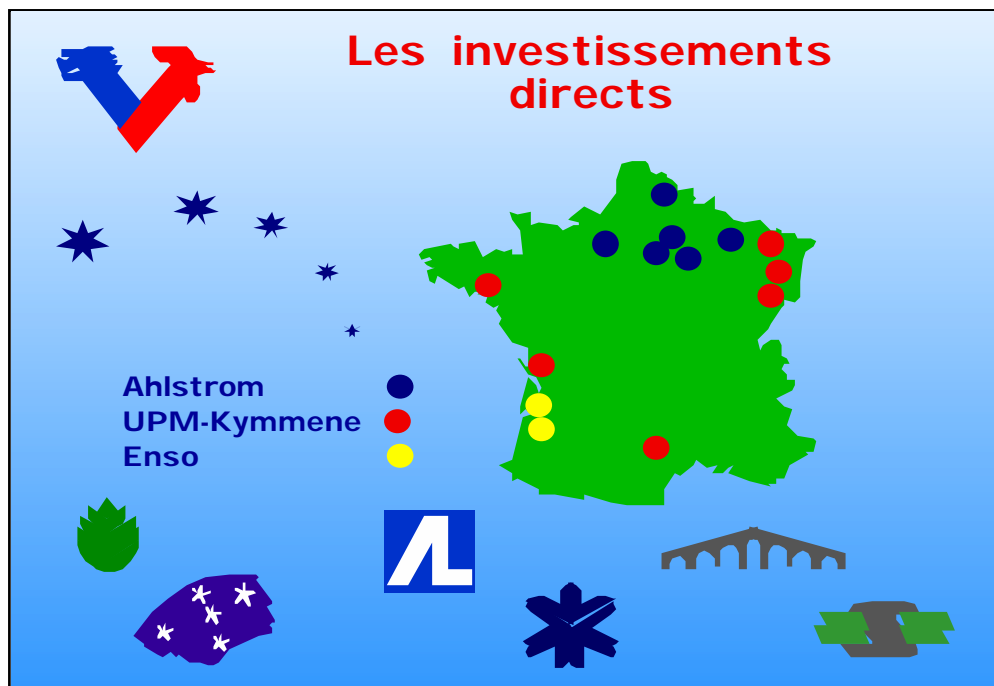 Les investissements
directs
Ahlstrom
UPM-Kymmene
Enso